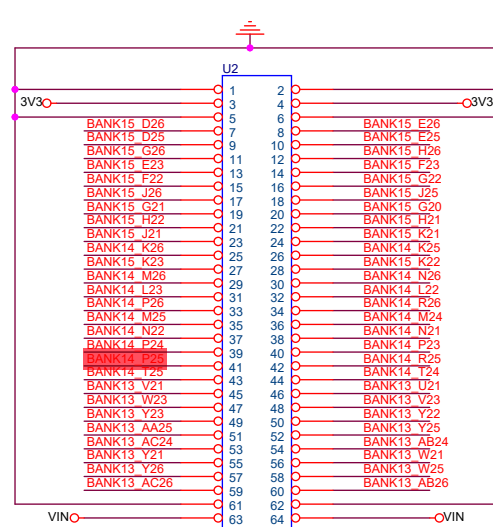 U2
1 2
3V3 3 4 3V3
5 6
BANK15_D26 7 8 BANK15_E26
BANK15_D25 9 10 BANK15_E25
BANK15_G26 11 12 BANK15_H26
BANK15_E23 13 14 BANK15_F23
BANK15_F22 15 16 BANK15_G22
BANK15_J26 17 18 BANK15_J25
BANK15_G21 19 20 BANK15_G20
BANK15_H22 21 22 BANK15_H21
BANK15_J21 23 24 BANK15_K21
BANK14_K26 25 26 BANK14_K25
BANK15_K23 27 28 BANK15_K22
BANK14_M26 29 30 BANK14_N26
BANK14_L23 31 32 BANK14_L22
BANK14_P26 33 34 BANK14_R26
BANK14_M25 35 36 BANK14_M24
BANK14_N22 37 38 BANK14_N21
BANK14_P24 39 40 BANK14_P23
BANK14_P25 41 42 BANK14_R25
BANK14_T25 43 44 BANK14_T24
BANK13_V21 45 46 BANK13_U21
BANK13_W23 47 48 BANK13_V23
BANK13_Y23 49 50 BANK13_Y22
BANK13_AA25 51 52 BANK13_Y25
BANK13_AC24 53 54 BANK13_AB24
BANK13_Y21 55 56 BANK13_W21
BANK13_Y26 57 58 BANK13_W25
BANK13_AC26 59 60 BANK13_AB26
61 62
VIN 63 64 VIN